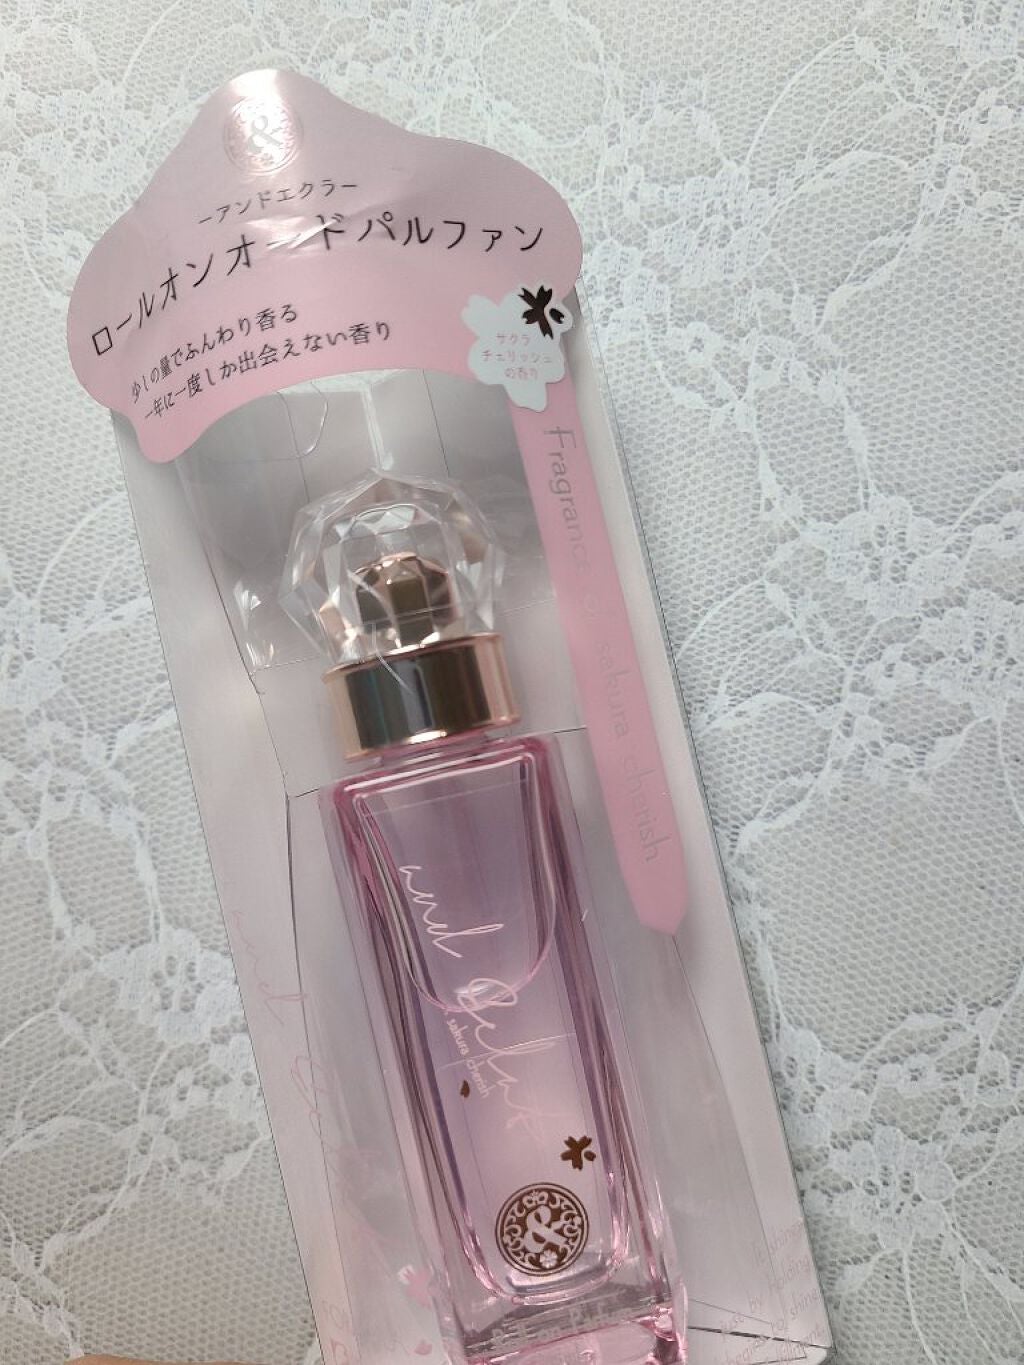 &
ーアンドエクラー
ロールオンオードパルファン
少しの量でふんわり香る
一年に一度しか出会えない香り
サクラ
チェリッシュ
の香り
Fragrance of sakura cherish
and Eclat
sakura cherish
&